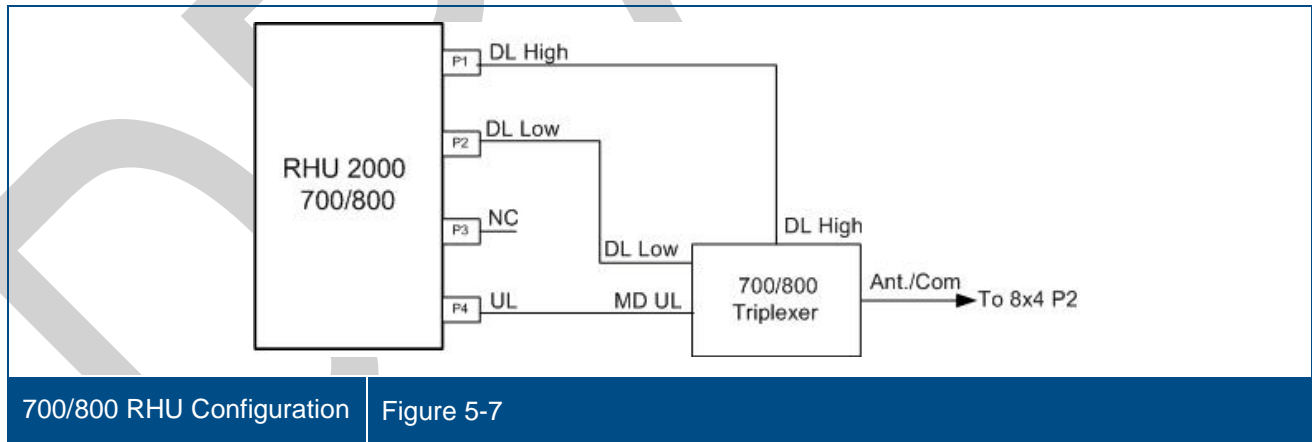 P1 DL High
P2 DL Low
RHU 2000
700/800
P3 NC
DL High
DL Low
P4 UL
MD UL
700/800
Triplexer
Ant./Com
To 8x4 P2
700/800 RHU Configuration
Figure 5-7